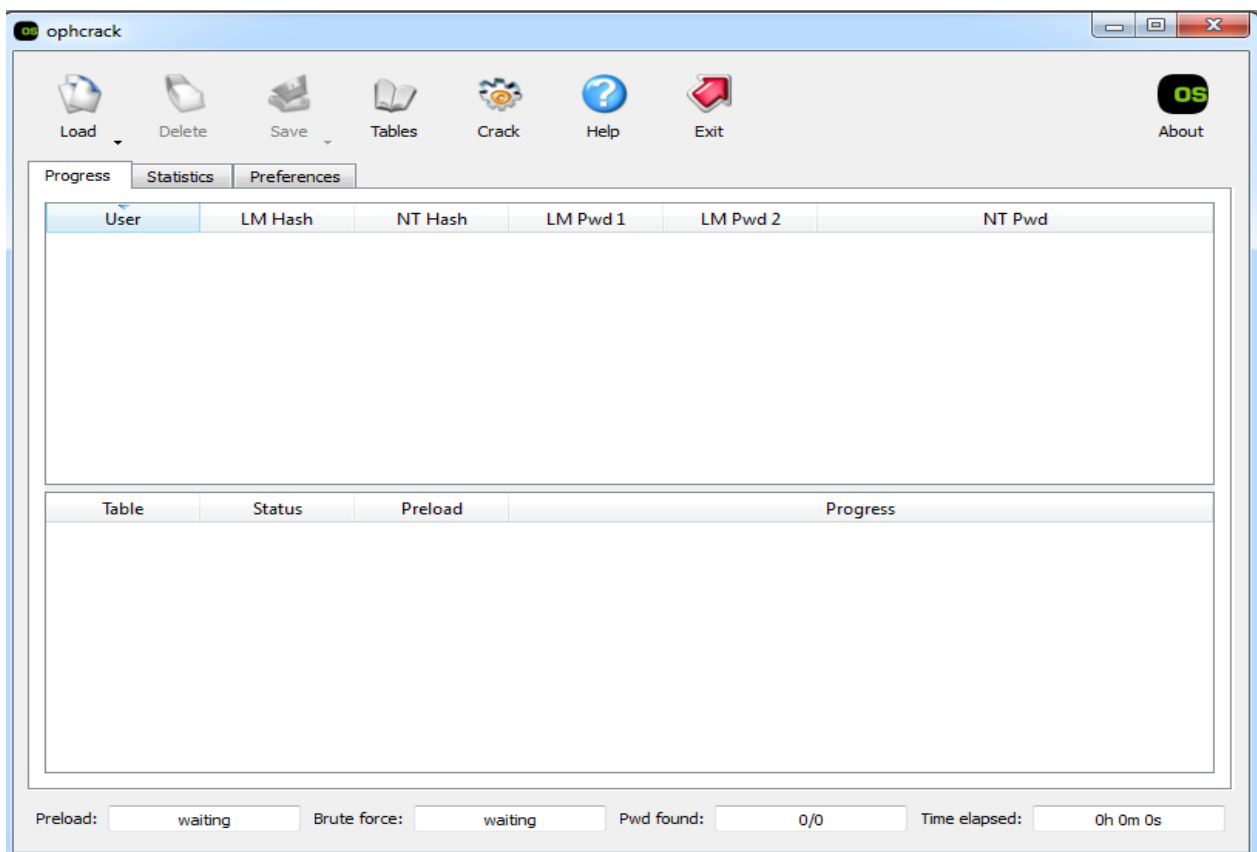 os ophcrack
OS
Load Delete Save Tables Crack Help Exit About
Progress Statistics Preferences
User LM Hash NT Hash LM Pwd 1 LM Pwd 2 NT Pwd
Table Status Preload Progress
Preload: waiting Brute force: waiting Pwd found: 0/0 Time elapsed: 0h 0m 0s